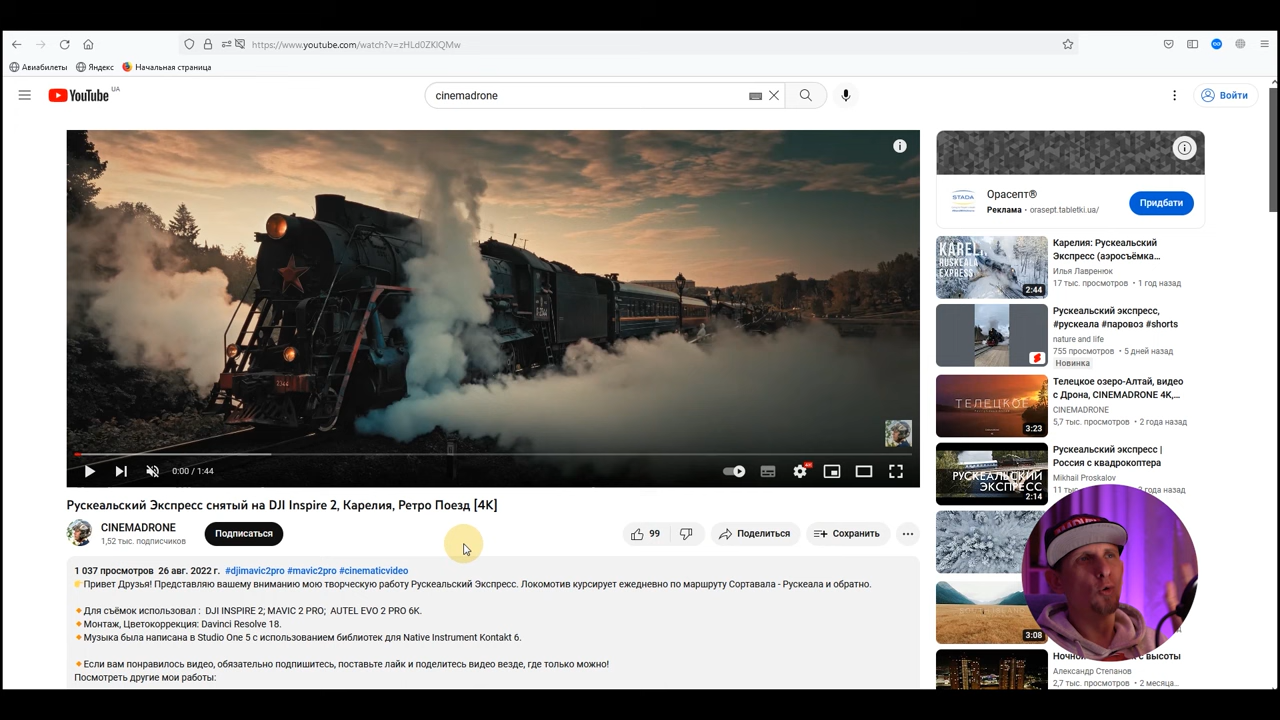 https://www.youtube.com/watch?v=zHLd0ZKlQMw
Авиабилеты Яндекс Начальная страница
YouTube UA
cinemadrone
Войти
0:00 / 1:44
Рускеальский Экспресс снятый на DJI Inspire 2, Карелия, Ретро Поезд [4K]
CINEMADRONE
1,52 тыс. подписчиков
Подписаться
99
Поделиться
Сохранить
1 037 просмотров 26 авг. 2022 г. #djimavic2pro #mavic2pro #cinematicvideo
Привет Друзья! Представляю вашему вниманию мою творческую работу Рускеальский Экспресс. Локомотив курсирует ежедневно по маршруту Сортавала - Рускеала и обратно.
Для съёмок использовал : DJI INSPIRE 2; MAVIC 2 PRO; AUTEL EVO 2 PRO 6K.
Монтаж, Цветокоррекция: Davinci Resolve 18.
Музыка была написана в Studio One 5 с использованием библиотек для Native Instrument Kontakt 6.
Если вам понравилось видео, обязательно подпишитесь, поставьте лайк и поделитесь видео везде, где только можно!
Посмотреть другие мои работы:
STADA
Орасепт®
Реклама • orasept.tabletki.ua/
Придбати
KARELIA
RUSKEALA
EXPRESS
2:44
Карелия: Рускеальский
Экспресс (аэросъёмка…
Илья Лавренюк
17 тыс. просмотров • 1 год назад
Рускеальский экспресс,
#рускеала #паровоз #shorts
nature and life
755 просмотров • 5 дней назад
Новинка
ТЕЛЕЦКОЕ
3:23
Телецкое озеро-Алтай, видео
с Дрона, CINEMADRONE 4K,…
CINEMADRONE
5,7 тыс. просмотров • 2 года назад
РУСКЕАЛЬСКИЙ
ЭКСПРЕСС
2:14
Рускеальский экспресс |
Россия с квадрокоптера
Mikhail Proskalov
11 тыс.
3:08
с высоты
Александр Степанов
2,7 тыс. просмотров • 2 месяца…